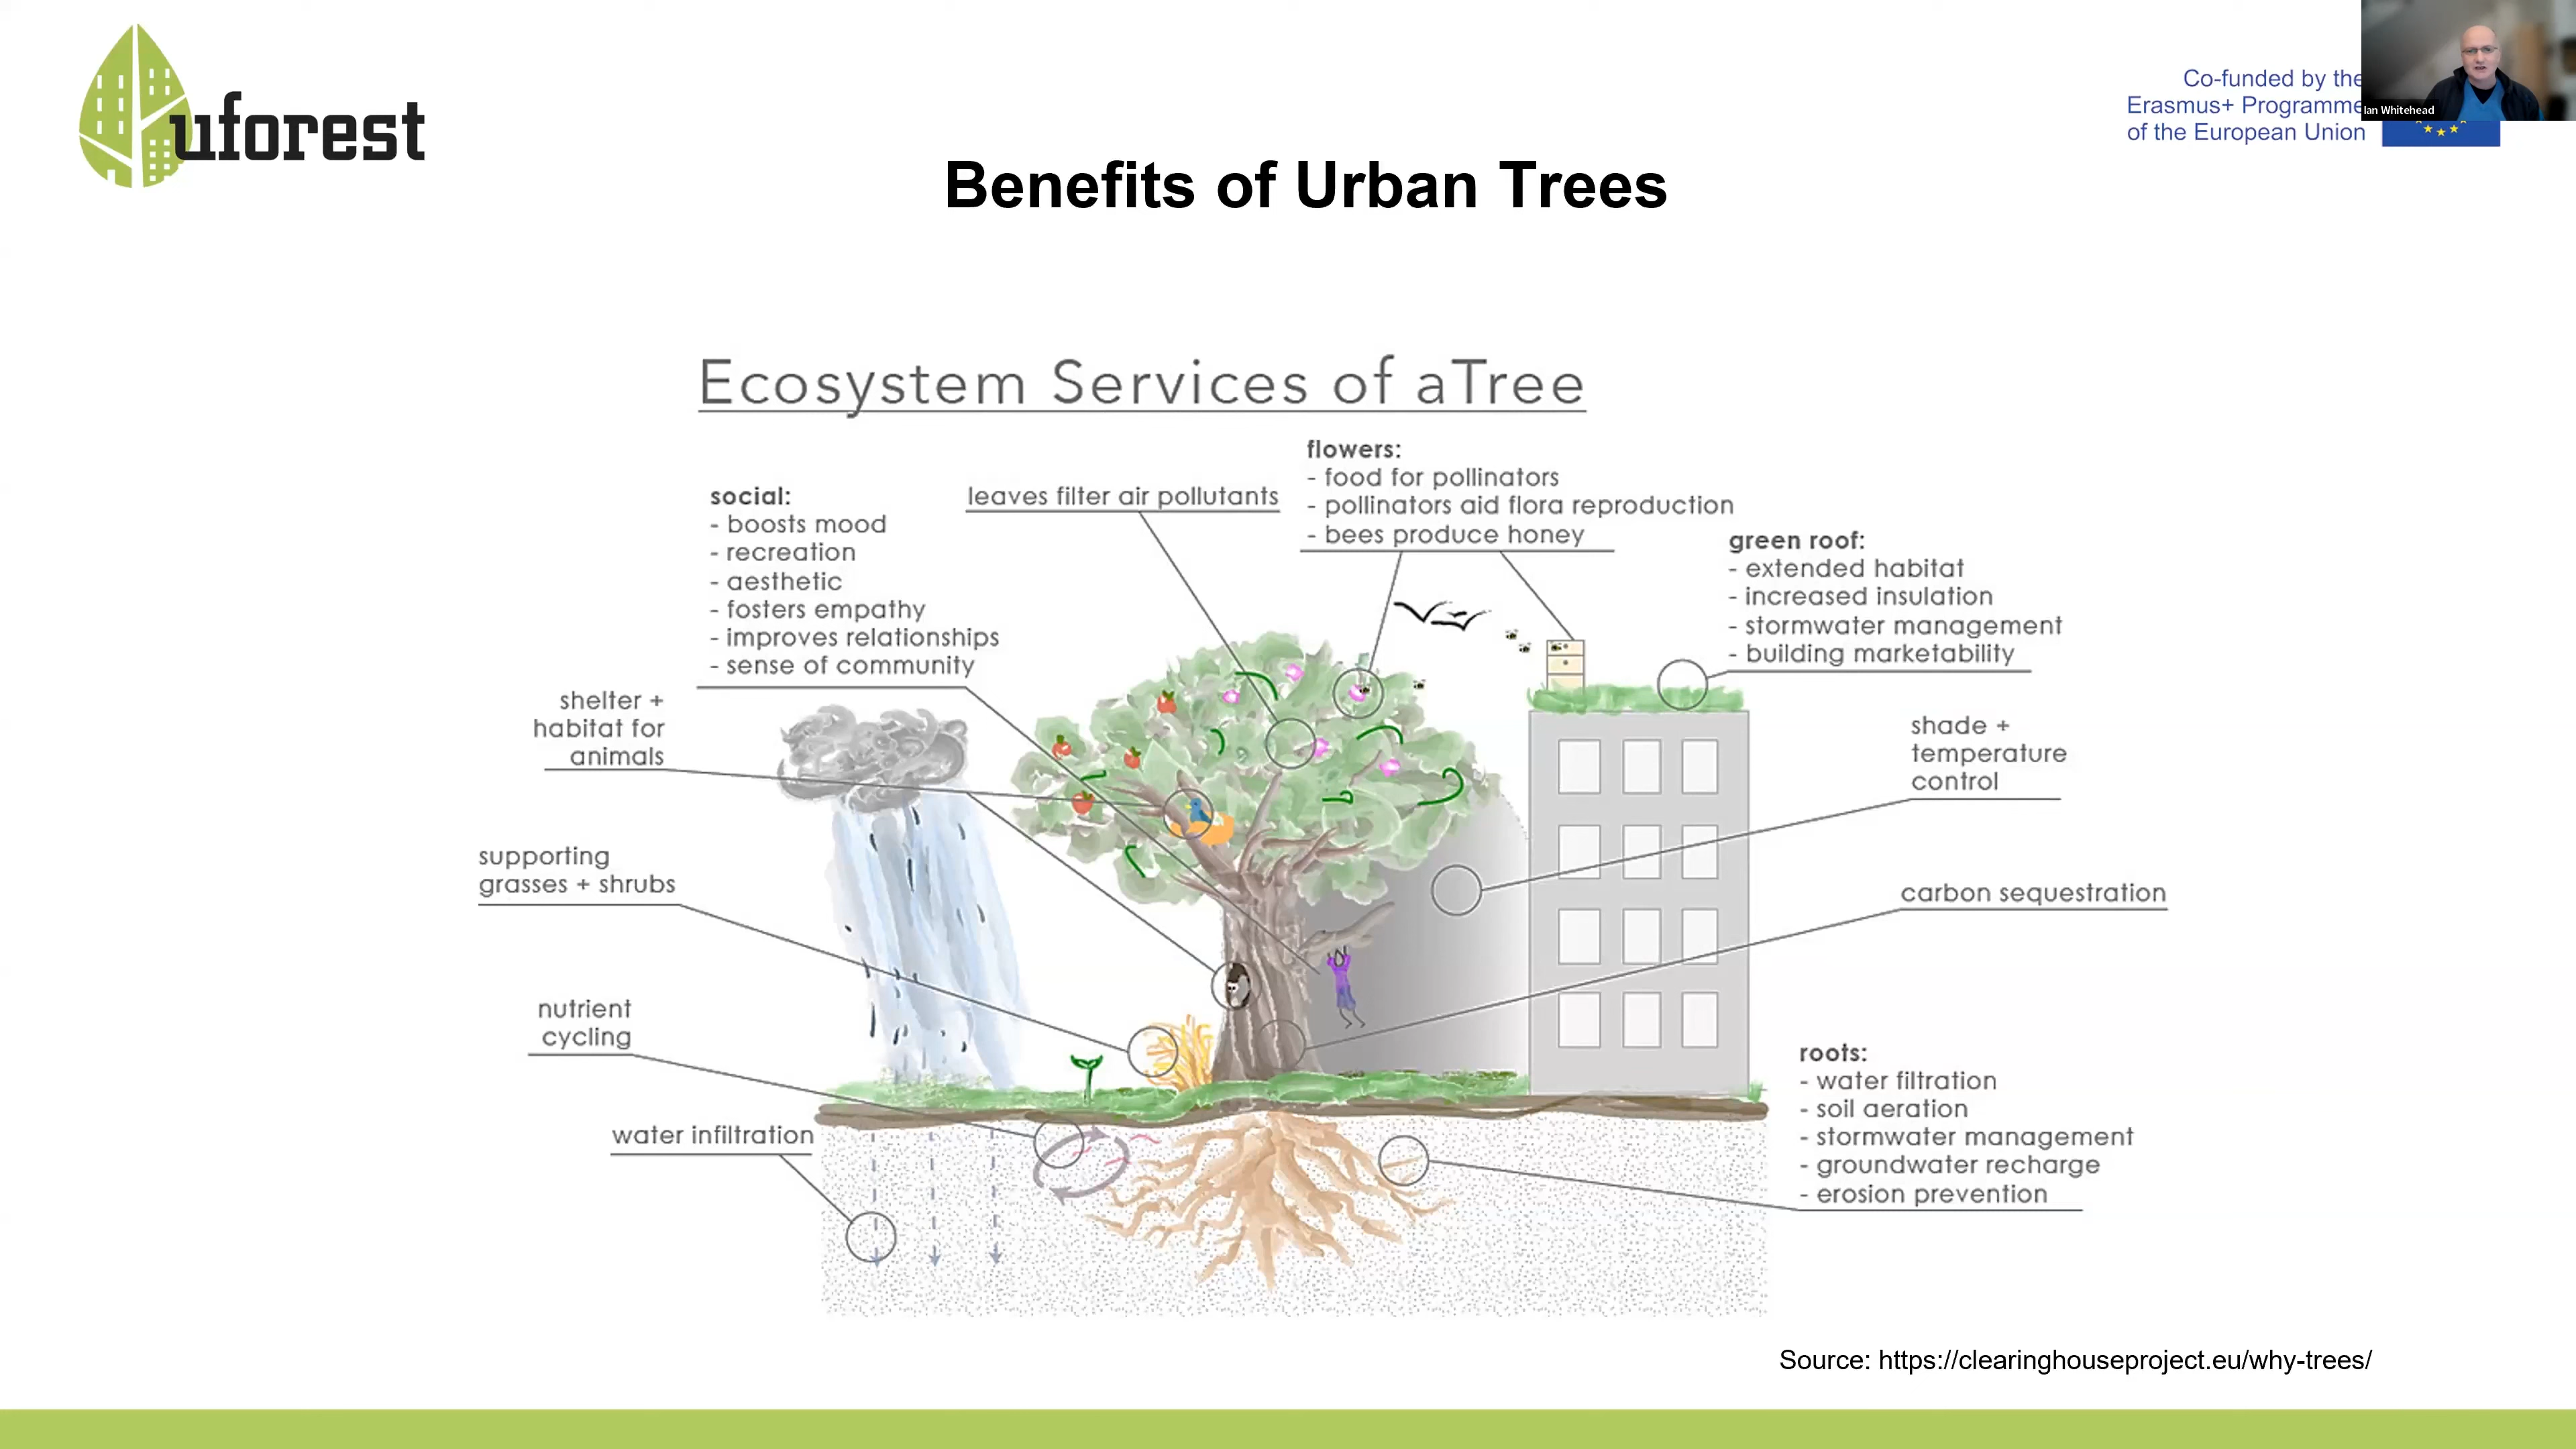 uforest
Co-funded by the
Erasmus+ Programme
of the European Union
Ian Whitehead
Benefits of Urban Trees
Ecosystem Services of aTree
social:
- boosts mood
- recreation
- aesthetic
- fosters empathy
- improves relationships
- sense of community
leaves filter air pollutants
flowers:
- food for pollinators
- pollinators aid flora reproduction
- bees produce honey
green roof:
- extended habitat
- increased insulation
- stormwater management
- building marketability
shelter +
habitat for
animals
shade +
temperature
control
supporting
grasses + shrubs
carbon sequestration
nutrient
cycling
water infiltration
roots:
- water filtration
- soil aeration
- stormwater management
- groundwater recharge
- erosion prevention
Source: https://clearinghouseproject.eu/why-trees/